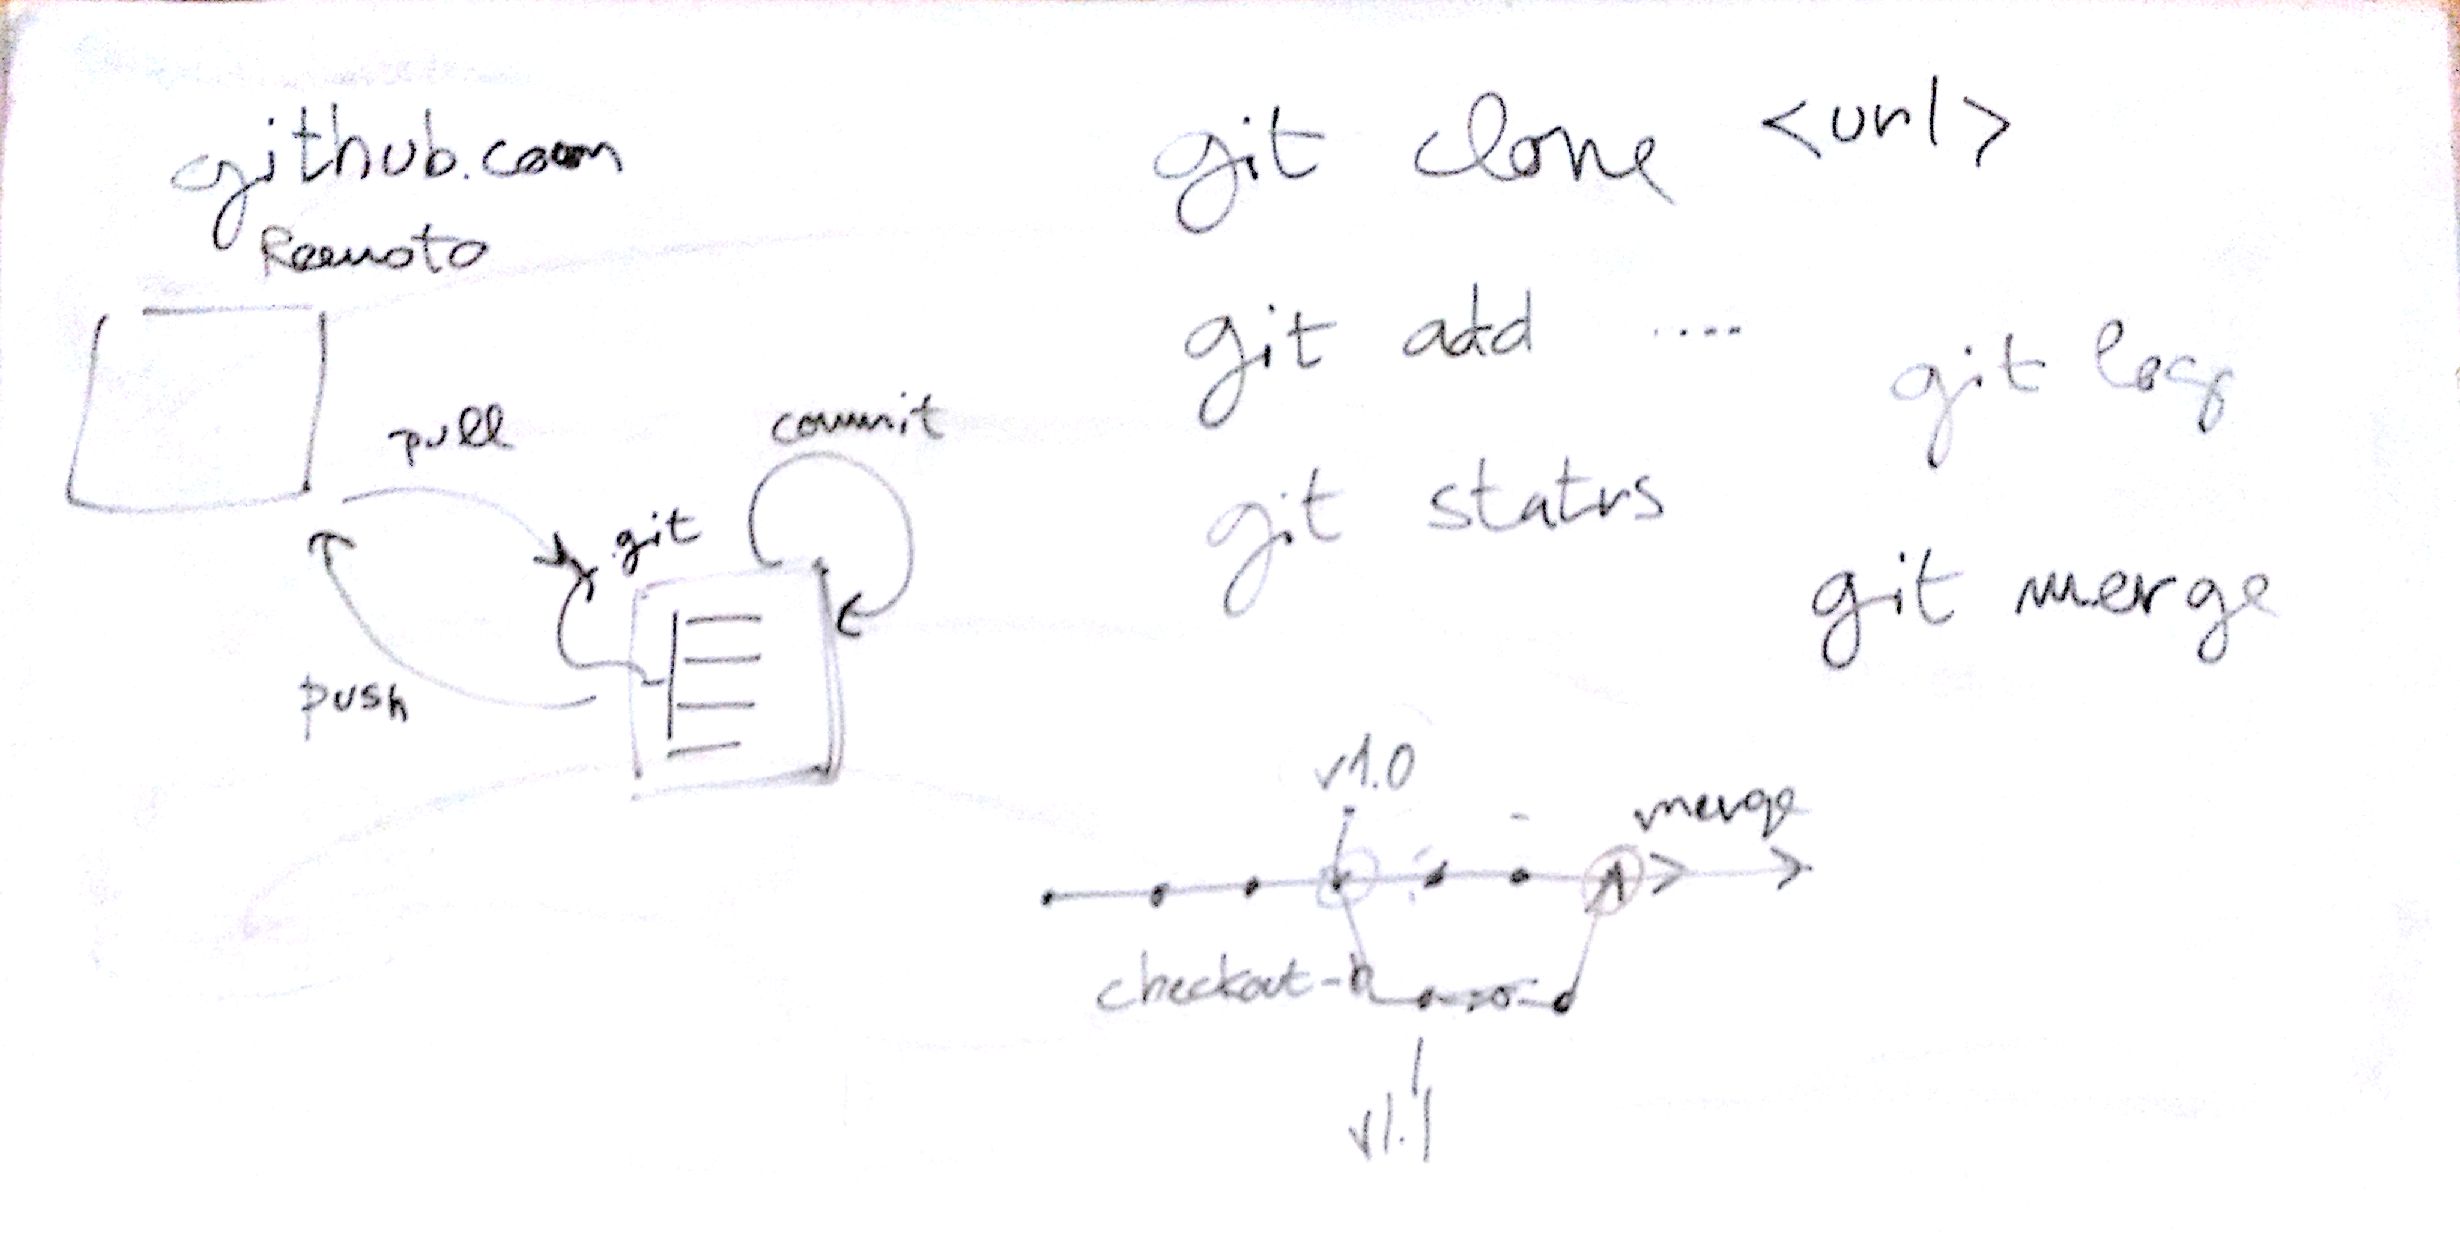 github.com
Remoto
pull
commit
.git
push
git clone <url>
git add ....
git log
git status
git merge
v1.0
merge
checkout -b
v1.1